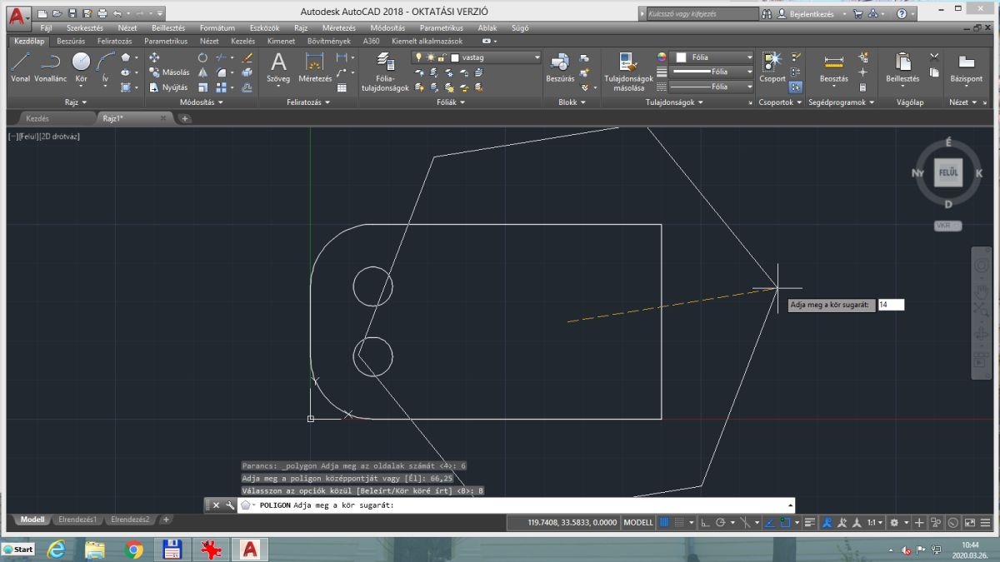 Autodesk AutoCAD 2018 - OKTATÁSI VERZIÓ
Kulcsszó vagy kifejezés
Bejelentkezés
Fájl Szerkesztés Nézet Beillesztés Formátum Eszközök Rajz Méretezés Módosítás Parametrikus Ablak Súgó
Kezdőlap Beszúrás Feliratozás Parametrikus Nézet Kezelés Kimenet Bővítmények A360 Kiemelt alkalmazások
Vonal Vonallánc Kör Ív
Másolás
Nyújtás
Szöveg Méretezés
Fólia-
tulajdonságok
vastag
Beszúrás
Tulajdonságok
másolása
Fólia
Fólia
Fólia
Csoport
Beosztás
Beillesztés
Bázispont
Rajz Módosítás Feliratozás Fóliák Blokk Tulajdonságok Csoportok Segédprogramok Vágólap Nézet
Kezdés Rajz1*
[−][Felül][2D drótváz]
É
Ny FELÜL K
D
VKR
Adja meg a kör sugarát: 14
Parancs: _polygon Adja meg az oldalak számát <4>: 6
Adja meg a poligon középpontját vagy [Él]: 66,25
Válasszon az opciók közül [Beleírt/Kör köré írt] <B>: B
POLIGON Adja meg a kör sugarát:
Modell Elrendezés1 Elrendezés2 +
119.7408, 33.5833, 0.0000 MODELL
1:1
Start
10:44
2020.03.26.